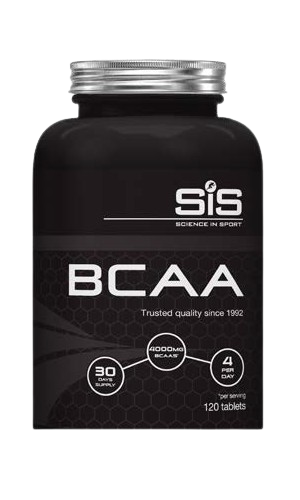 SiS
SCIENCE IN SPORT
BCAA
Trusted quality since 1992
4000MG
BCAAS*
30
DAYS
SUPPLY
4
PER
DAY
*per serving
120 tablets